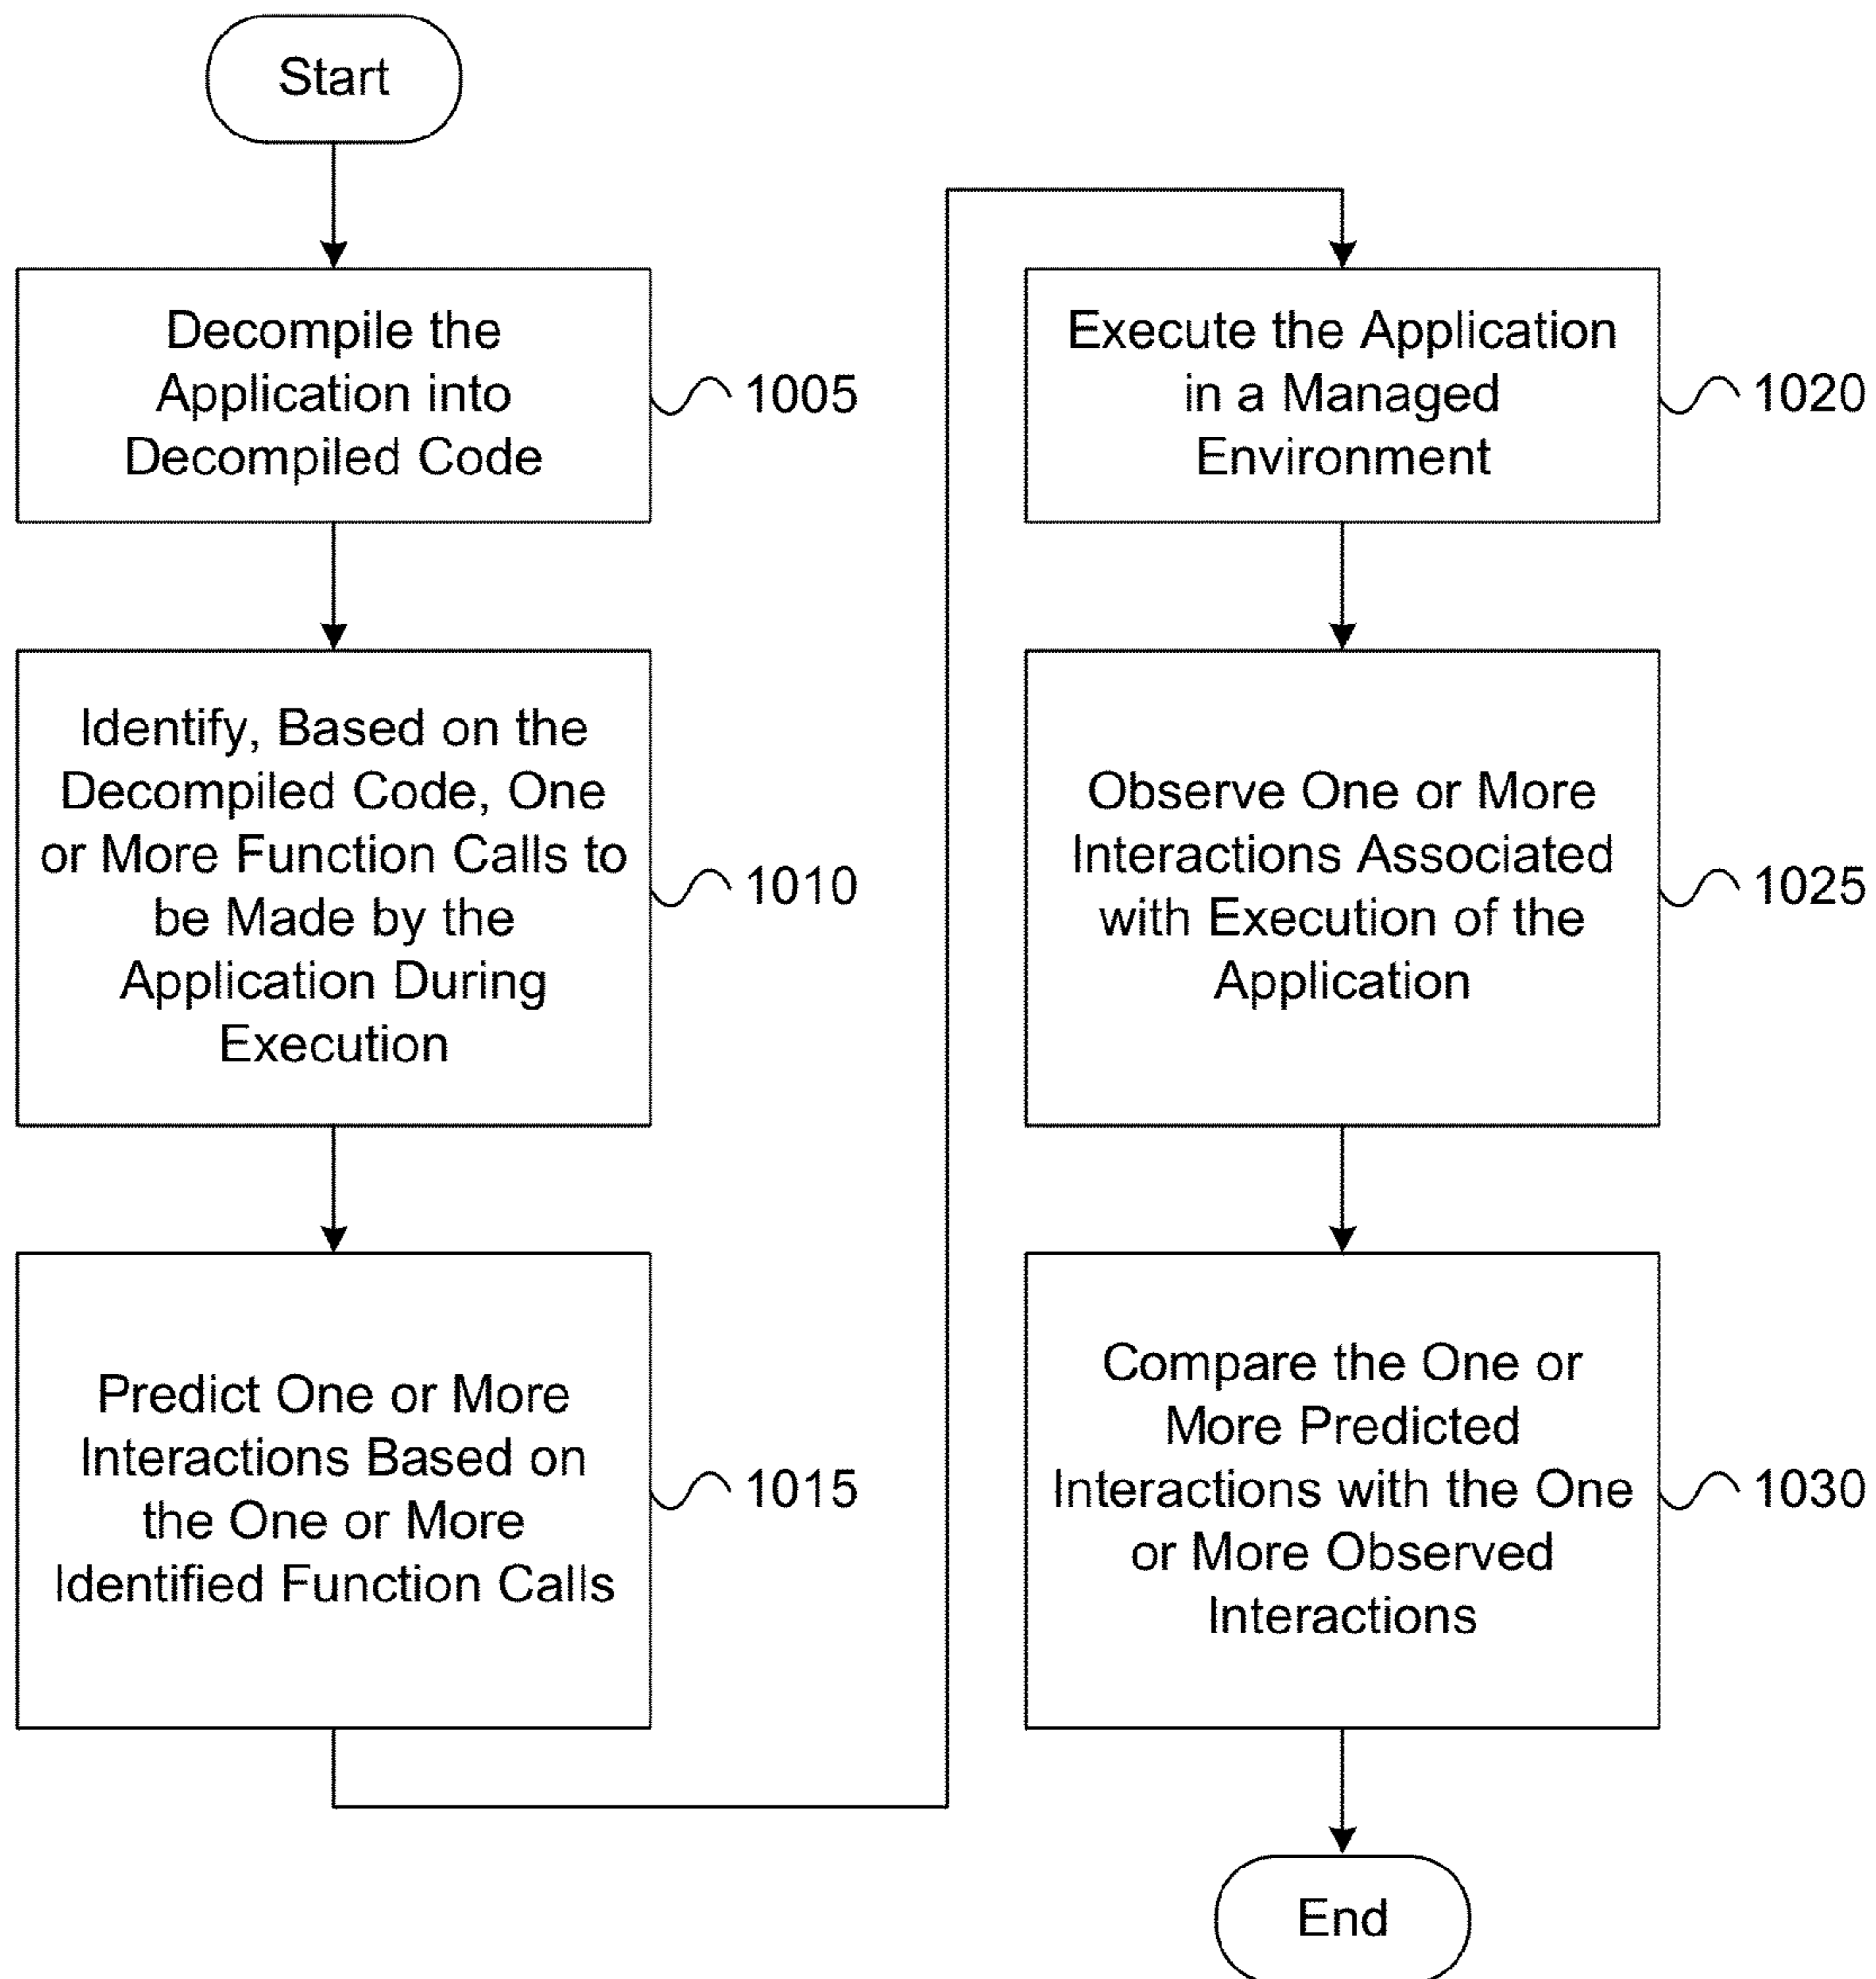 Start
Decompile the
Application into
Decompiled Code
1005
Identify, Based on the
Decompiled Code, One
or More Function Calls to
be Made by the
Application During
Execution
1010
Predict One or More
Interactions Based on
the One or More
Identified Function Calls
1015
Execute the Application
in a Managed
Environment
1020
Observe One or More
Interactions Associated
with Execution of the
Application
1025
Compare the One or
More Predicted
Interactions with the One
or More Observed
Interactions
1030
End